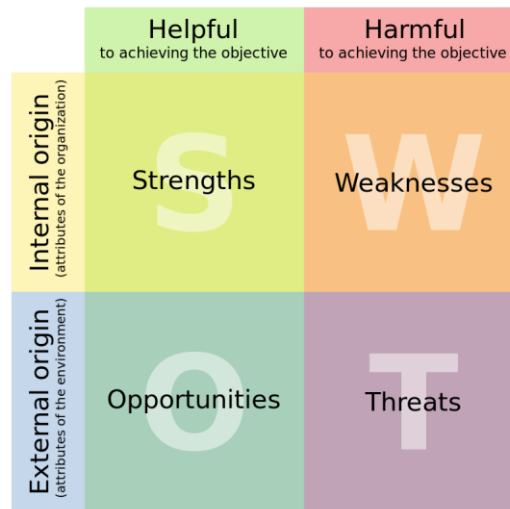 Helpful
to achieving the objective
Harmful
to achieving the objective
Internal origin
(attributes of the organization)
S
Strengths
W
Weaknesses
External origin
(attributes of the environment)
O
Opportunities
T
Threats